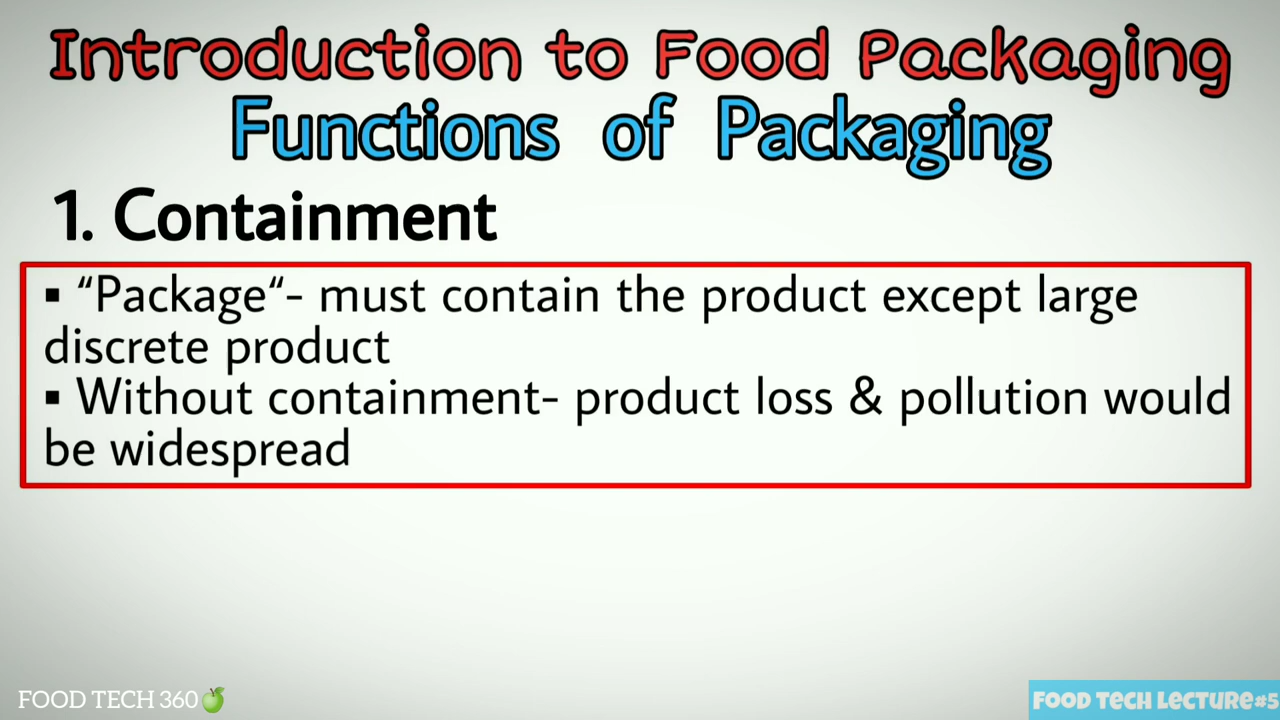 Introduction to Food Packaging
Functions of Packaging
1. Containment
▪ “Package“- must contain the product except large
discrete product
▪ Without containment- product loss & pollution would
be widespread
FOOD TECH 360
FOOD TECH LECTURE#5